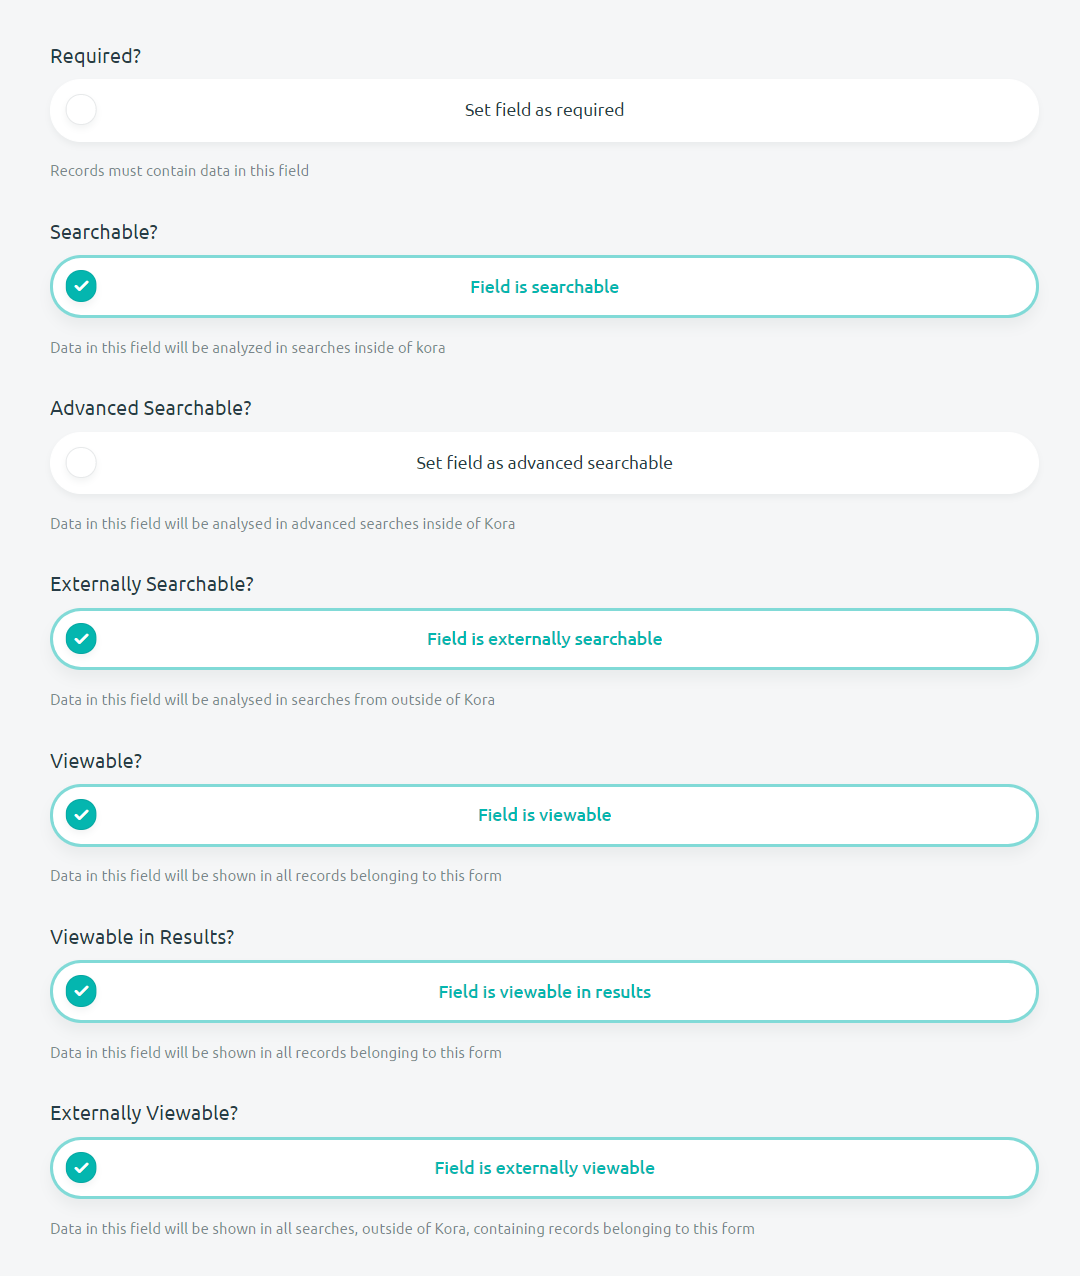 Required?
Set field as required
Records must contain data in this field
Searchable?
Field is searchable
Data in this field will be analyzed in searches inside of kora
Advanced Searchable?
Set field as advanced searchable
Data in this field will be analysed in advanced searches inside of Kora
Externally Searchable?
Field is externally searchable
Data in this field will be analysed in searches from outside of Kora
Viewable?
Field is viewable
Data in this field will be shown in all records belonging to this form
Viewable in Results?
Field is viewable in results
Data in this field will be shown in all records belonging to this form
Externally Viewable?
Field is externally viewable
Data in this field will be shown in all searches, outside of Kora, containing records belonging to this form